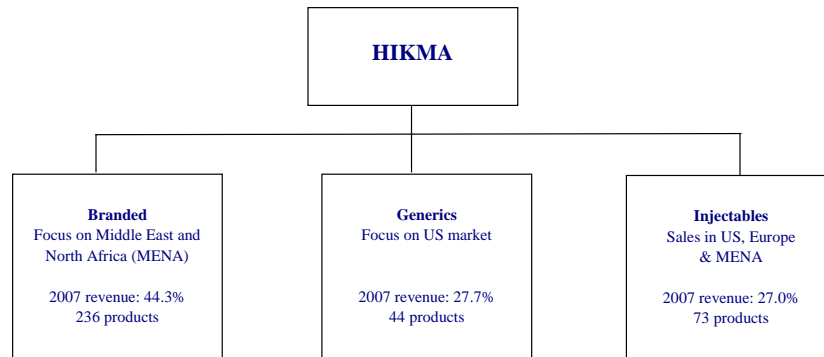 HIKMA
Branded
Focus on Middle East and
North Africa (MENA)
2007 revenue: 44.3%
236 products
Generics
Focus on US market
2007 revenue: 27.7%
44 products
Injectables
Sales in US, Europe
& MENA
2007 revenue: 27.0%
73 products